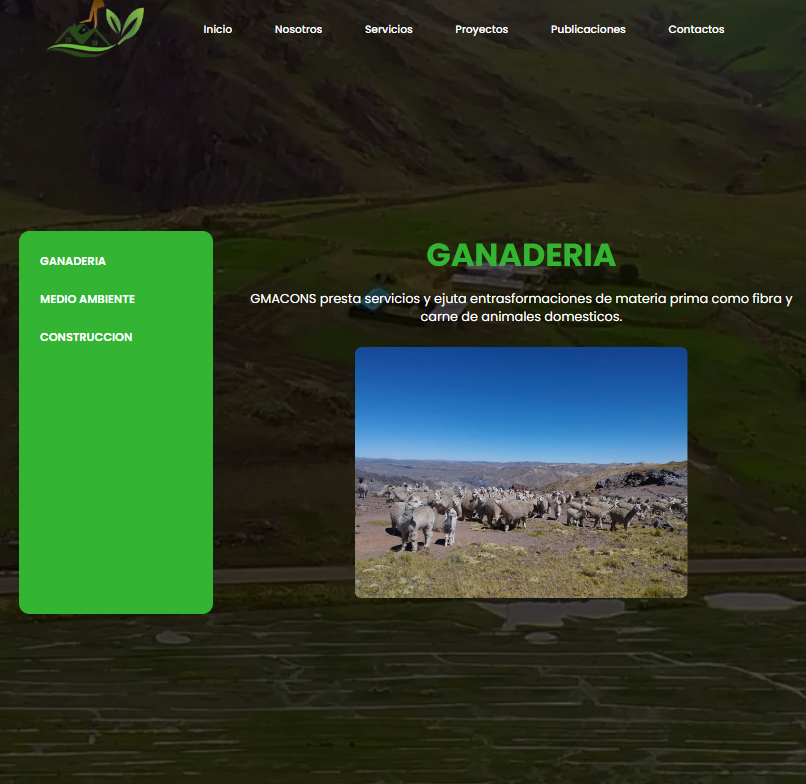 Inicio Nosotros Servicios Proyectos Publicaciones Contactos
GANADERIA
MEDIO AMBIENTE
CONSTRUCCION
GANADERIA
GMACONS presta servicios y ejuta entrasformaciones de materia prima como fibra y
carne de animales domesticos.